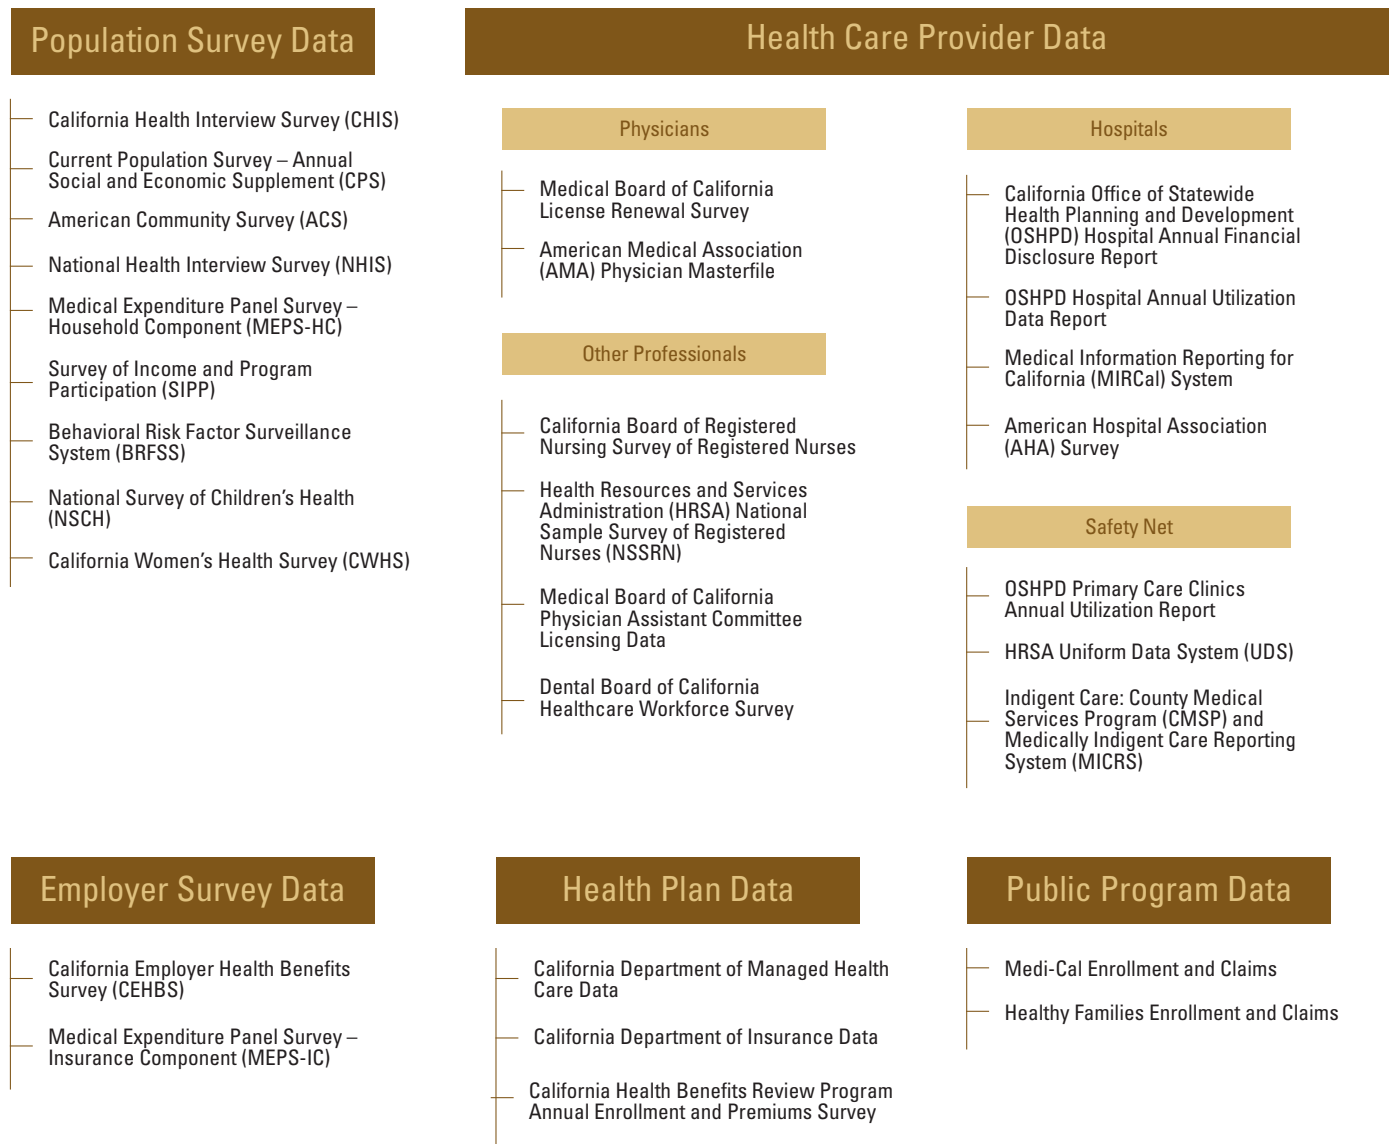 Population Survey Data
California Health Interview Survey (CHIS)
Current Population Survey – Annual
Social and Economic Supplement (CPS)
American Community Survey (ACS)
National Health Interview Survey (NHIS)
Medical Expenditure Panel Survey –
Household Component (MEPS-HC)
Survey of Income and Program
Participation (SIPP)
Behavioral Risk Factor Surveillance
System (BRFSS)
National Survey of Children’s Health
(NSCH)
California Women’s Health Survey (CWHS)
Health Care Provider Data
Physicians
Medical Board of California
License Renewal Survey
American Medical Association
(AMA) Physician Masterfile
Other Professionals
California Board of Registered
Nursing Survey of Registered Nurses
Health Resources and Services
Administration (HRSA) National
Sample Survey of Registered
Nurses (NSSRN)
Medical Board of California
Physician Assistant Committee
Licensing Data
Dental Board of California
Healthcare Workforce Survey
Hospitals
California Office of Statewide
Health Planning and Development
(OSHPD) Hospital Annual Financial
Disclosure Report
OSHPD Hospital Annual Utilization
Data Report
Medical Information Reporting for
California (MIRCal) System
American Hospital Association
(AHA) Survey
Safety Net
OSHPD Primary Care Clinics
Annual Utilization Report
HRSA Uniform Data System (UDS)
Indigent Care: County Medical
Services Program (CMSP) and
Medically Indigent Care Reporting
System (MICRS)
Employer Survey Data
California Employer Health Benefits
Survey (CEHBS)
Medical Expenditure Panel Survey –
Insurance Component (MEPS-IC)
Health Plan Data
California Department of Managed Health
Care Data
California Department of Insurance Data
California Health Benefits Review Program
Annual Enrollment and Premiums Survey
Public Program Data
Medi-Cal Enrollment and Claims
Healthy Families Enrollment and Claims